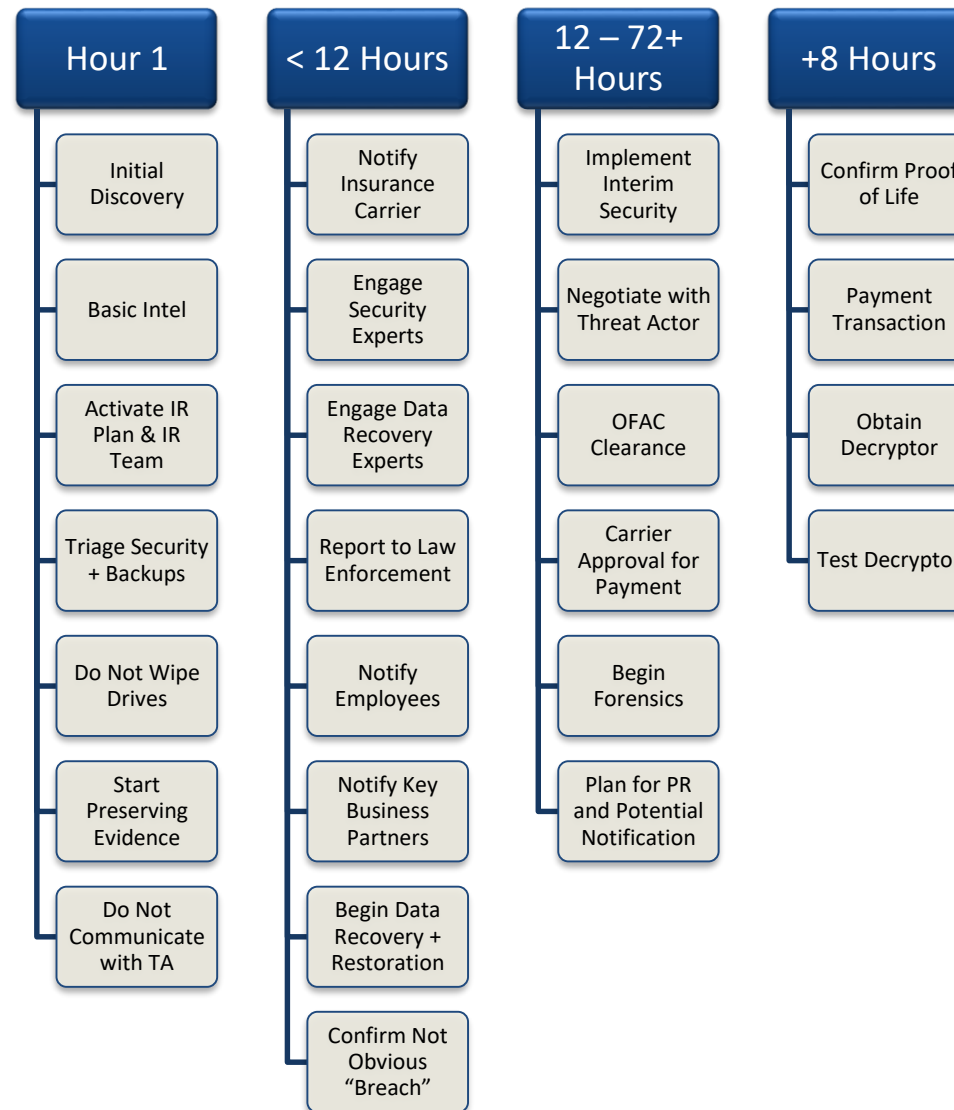 Hour 1
Initial
Discovery
Basic Intel
Activate IR
Plan & IR
Team
Triage Security
+ Backups
Do Not Wipe
Drives
Start
Preserving
Evidence
Do Not
Communicate
with TA
< 12 Hours
Notify
Insurance
Carrier
Engage
Security
Experts
Engage Data
Recovery
Experts
Report to Law
Enforcement
Notify
Employees
Notify Key
Business
Partners
Begin Data
Recovery +
Restoration
Confirm Not
Obvious
“Breach”
12 – 72+
Hours
Implement
Interim
Security
Negotiate with
Threat Actor
OFAC
Clearance
Carrier
Approval for
Payment
Begin
Forensics
Plan for PR
and Potential
Notification
+8 Hours
Confirm Proof
of Life
Payment
Transaction
Obtain
Decryptor
Test Decrypto